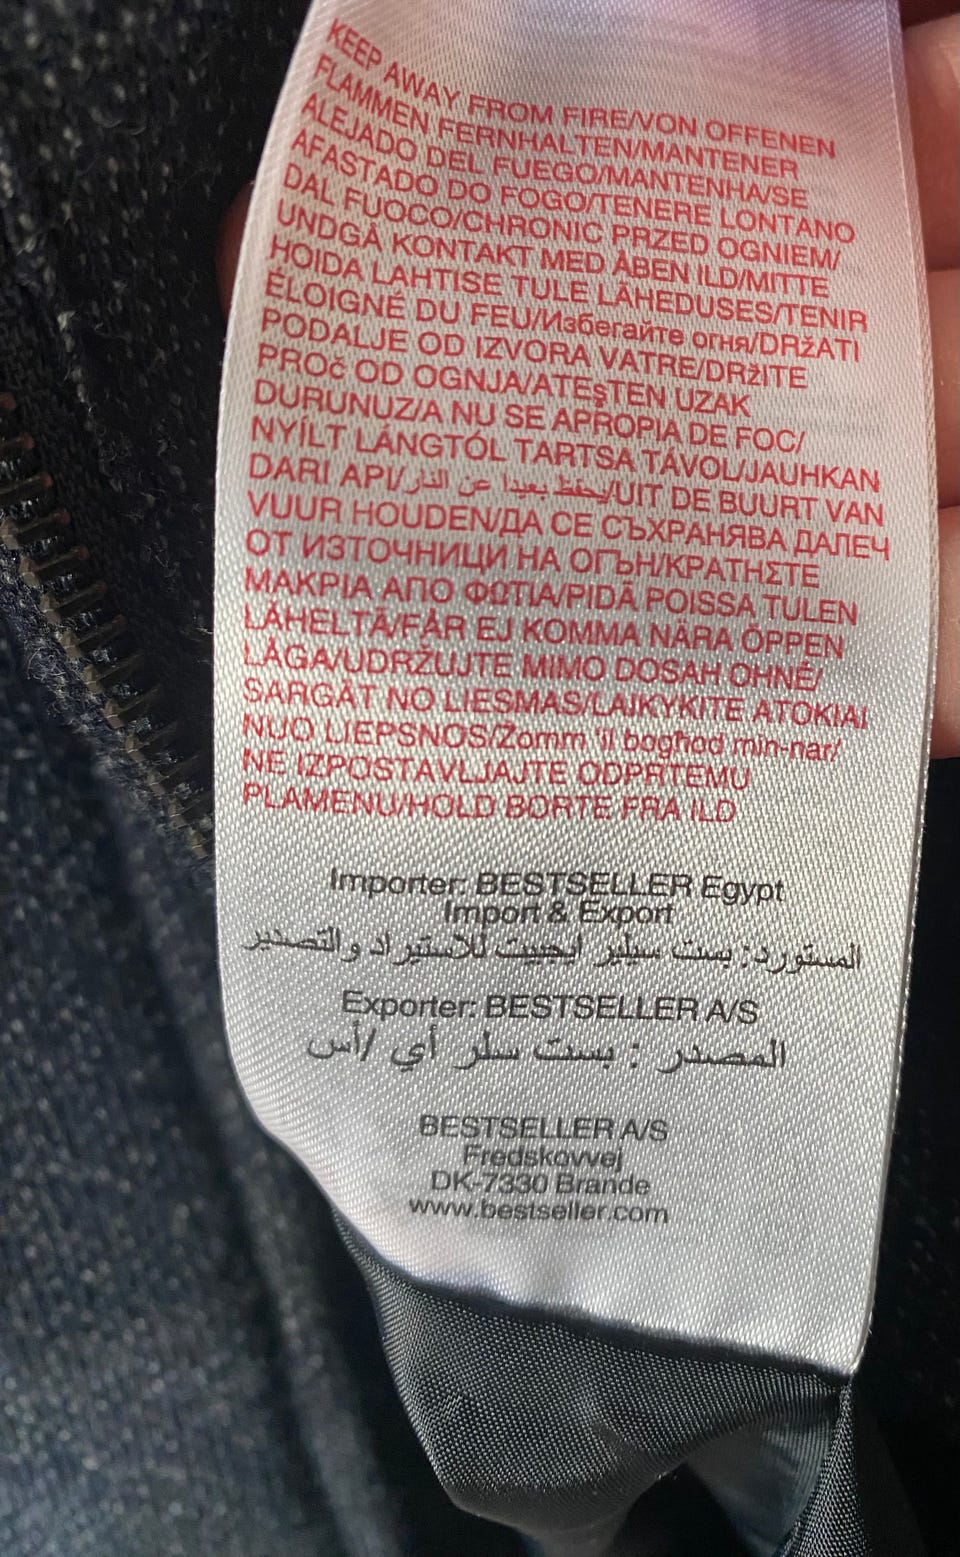 KEEP AWAY FROM FIRE/VON OFFENEN
FLAMMEN FERNHALTEN/MANTENER
ALEJADO DEL FUEGO/MANTENHA/SE
AFASTADO DO FOGO/TENERE LONTANO
DAL FUOCO/CHRONIC PRZED OGNIEM/
UNDGÅ KONTAKT MED ÅBEN ILD/MITTE
HOIDA LAHTISE TULE LÄHEDUSES/TENIR
ÉLOIGNÉ DU FEU/Избегайте огня/DRŽATI
PODALJE OD IZVORA VATRE/DRžITE
PROč OD OGNJA/ATEşTEN UZAK
DURUNUZ/A NU SE APROPIA DE FOC/
NYÍLT LÁNGTÓL TARTSA TÁVOL/JAUHKAN
DARI API/يحفظ بعيدا عن النار/UIT DE BUURT VAN
VUUR HOUDEN/ДА СЕ СЪХРАНЯВА ДАЛЕЧ
ОТ ИЗТОЧНИЦИ НА ОГЪН/ΚΡΑΤΗΣΤΕ
ΜΑΚΡΙΑ ΑΠΟ ΦΩΤΙΑ/PIDÄ POISSA TULEN
LÄHELTÄ/FÅR EJ KOMMA NÄRA ÖPPEN
LÅGA/UDRŽUJTE MIMO DOSAH OHNĚ/
SARGĀT NO LIESMAS/LAIKYKITE ATOKIAI
NUO LIEPSNOS/Zomm 'il bogħod min-nar/
NE IZPOSTAVLJAJTE ODPRTEMU
PLAMENU/HOLD BORTE FRA ILD
Importer: BESTSELLER Egypt
Import & Export
المستورد: بست سيلير ايجيبت للاستيراد والتصدير
Exporter: BESTSELLER A/S
المصدر : بست سلر أي /أس
BESTSELLER A/S
Fredskovvej
DK-7330 Brande
www.bestseller.com